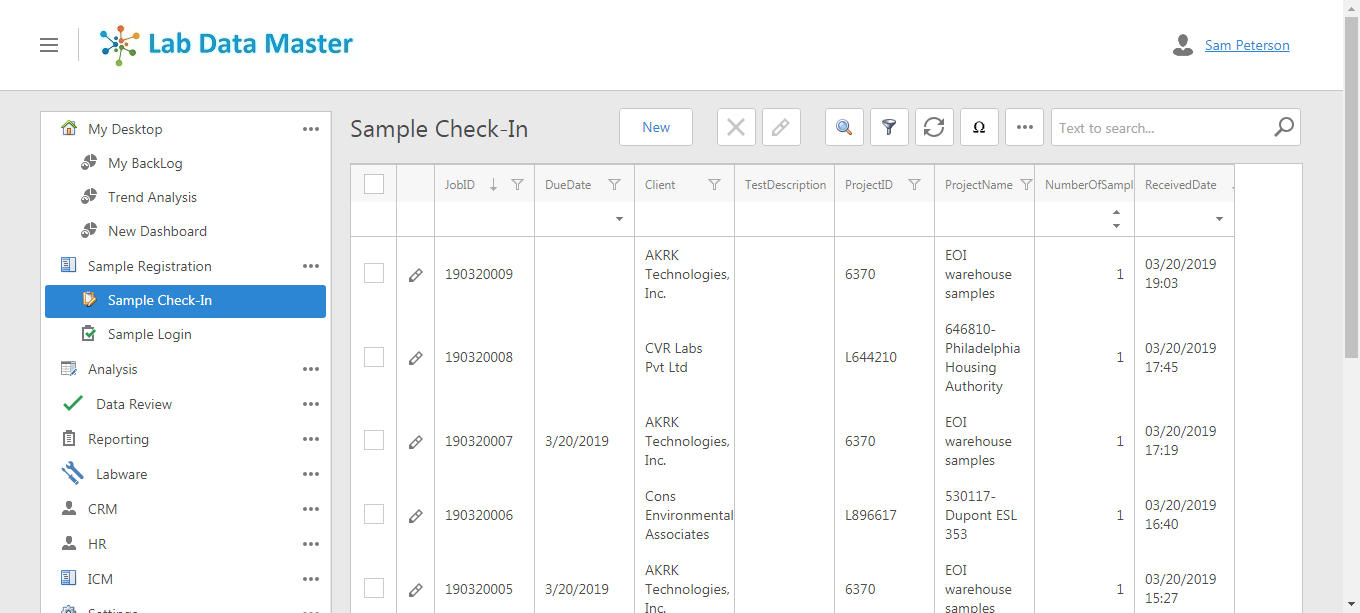 Lab Data Master
Sam Peterson
My Desktop
My BackLog
Trend Analysis
New Dashboard
Sample Registration
Sample Check-In
Sample Login
Analysis
Data Review
Reporting
Labware
CRM
HR
ICM
Settings
Sample Check-In
New
Ω
Text to search...
JobID DueDate Client TestDescription ProjectID ProjectName NumberOfSampl ReceivedDate
190320009
AKRK
Technologies,
Inc.
6370
EOI
warehouse
samples
1
03/20/2019
19:03
190320008
CVR Labs
Pvt Ltd
L644210
646810-
Philadelphia
Housing
Authority
1
03/20/2019
17:45
190320007
3/20/2019
AKRK
Technologies,
Inc.
6370
EOI
warehouse
samples
1
03/20/2019
17:19
190320006
Cons
Environmental
Associates
L896617
530117-
Dupont ESL
353
1
03/20/2019
16:40
190320005
3/20/2019
AKRK
Technologies,
Inc.
6370
EOI
warehouse
samples
1
03/20/2019
15:27